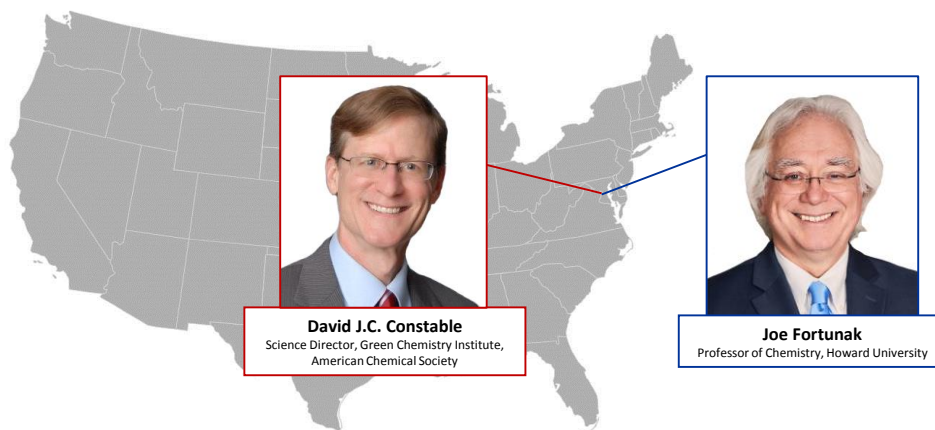 David J.C. Constable
Science Director, Green Chemistry Institute,
American Chemical Society
Joe Fortunak
Professor of Chemistry, Howard University